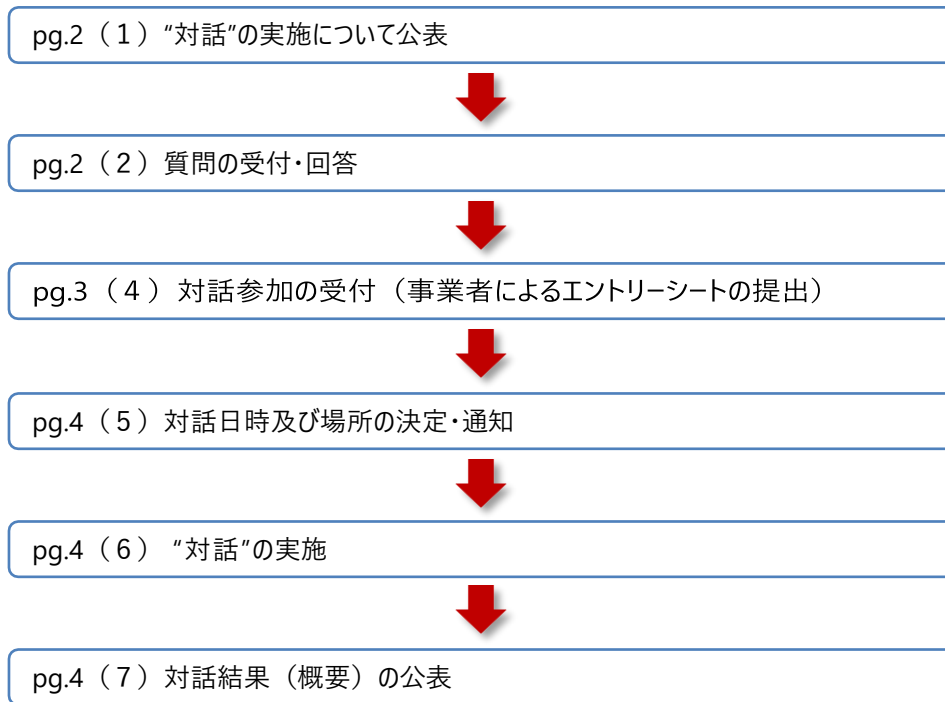 pg.2（１）“対話”の実施について公表
pg.2（２）質問の受付・回答
pg.3（４）対話参加の受付（事業者によるエントリーシートの提出）
pg.4（５）対話日時及び場所の決定・通知
pg.4（６） “対話”の実施
pg.4（７）対話結果（概要）の公表